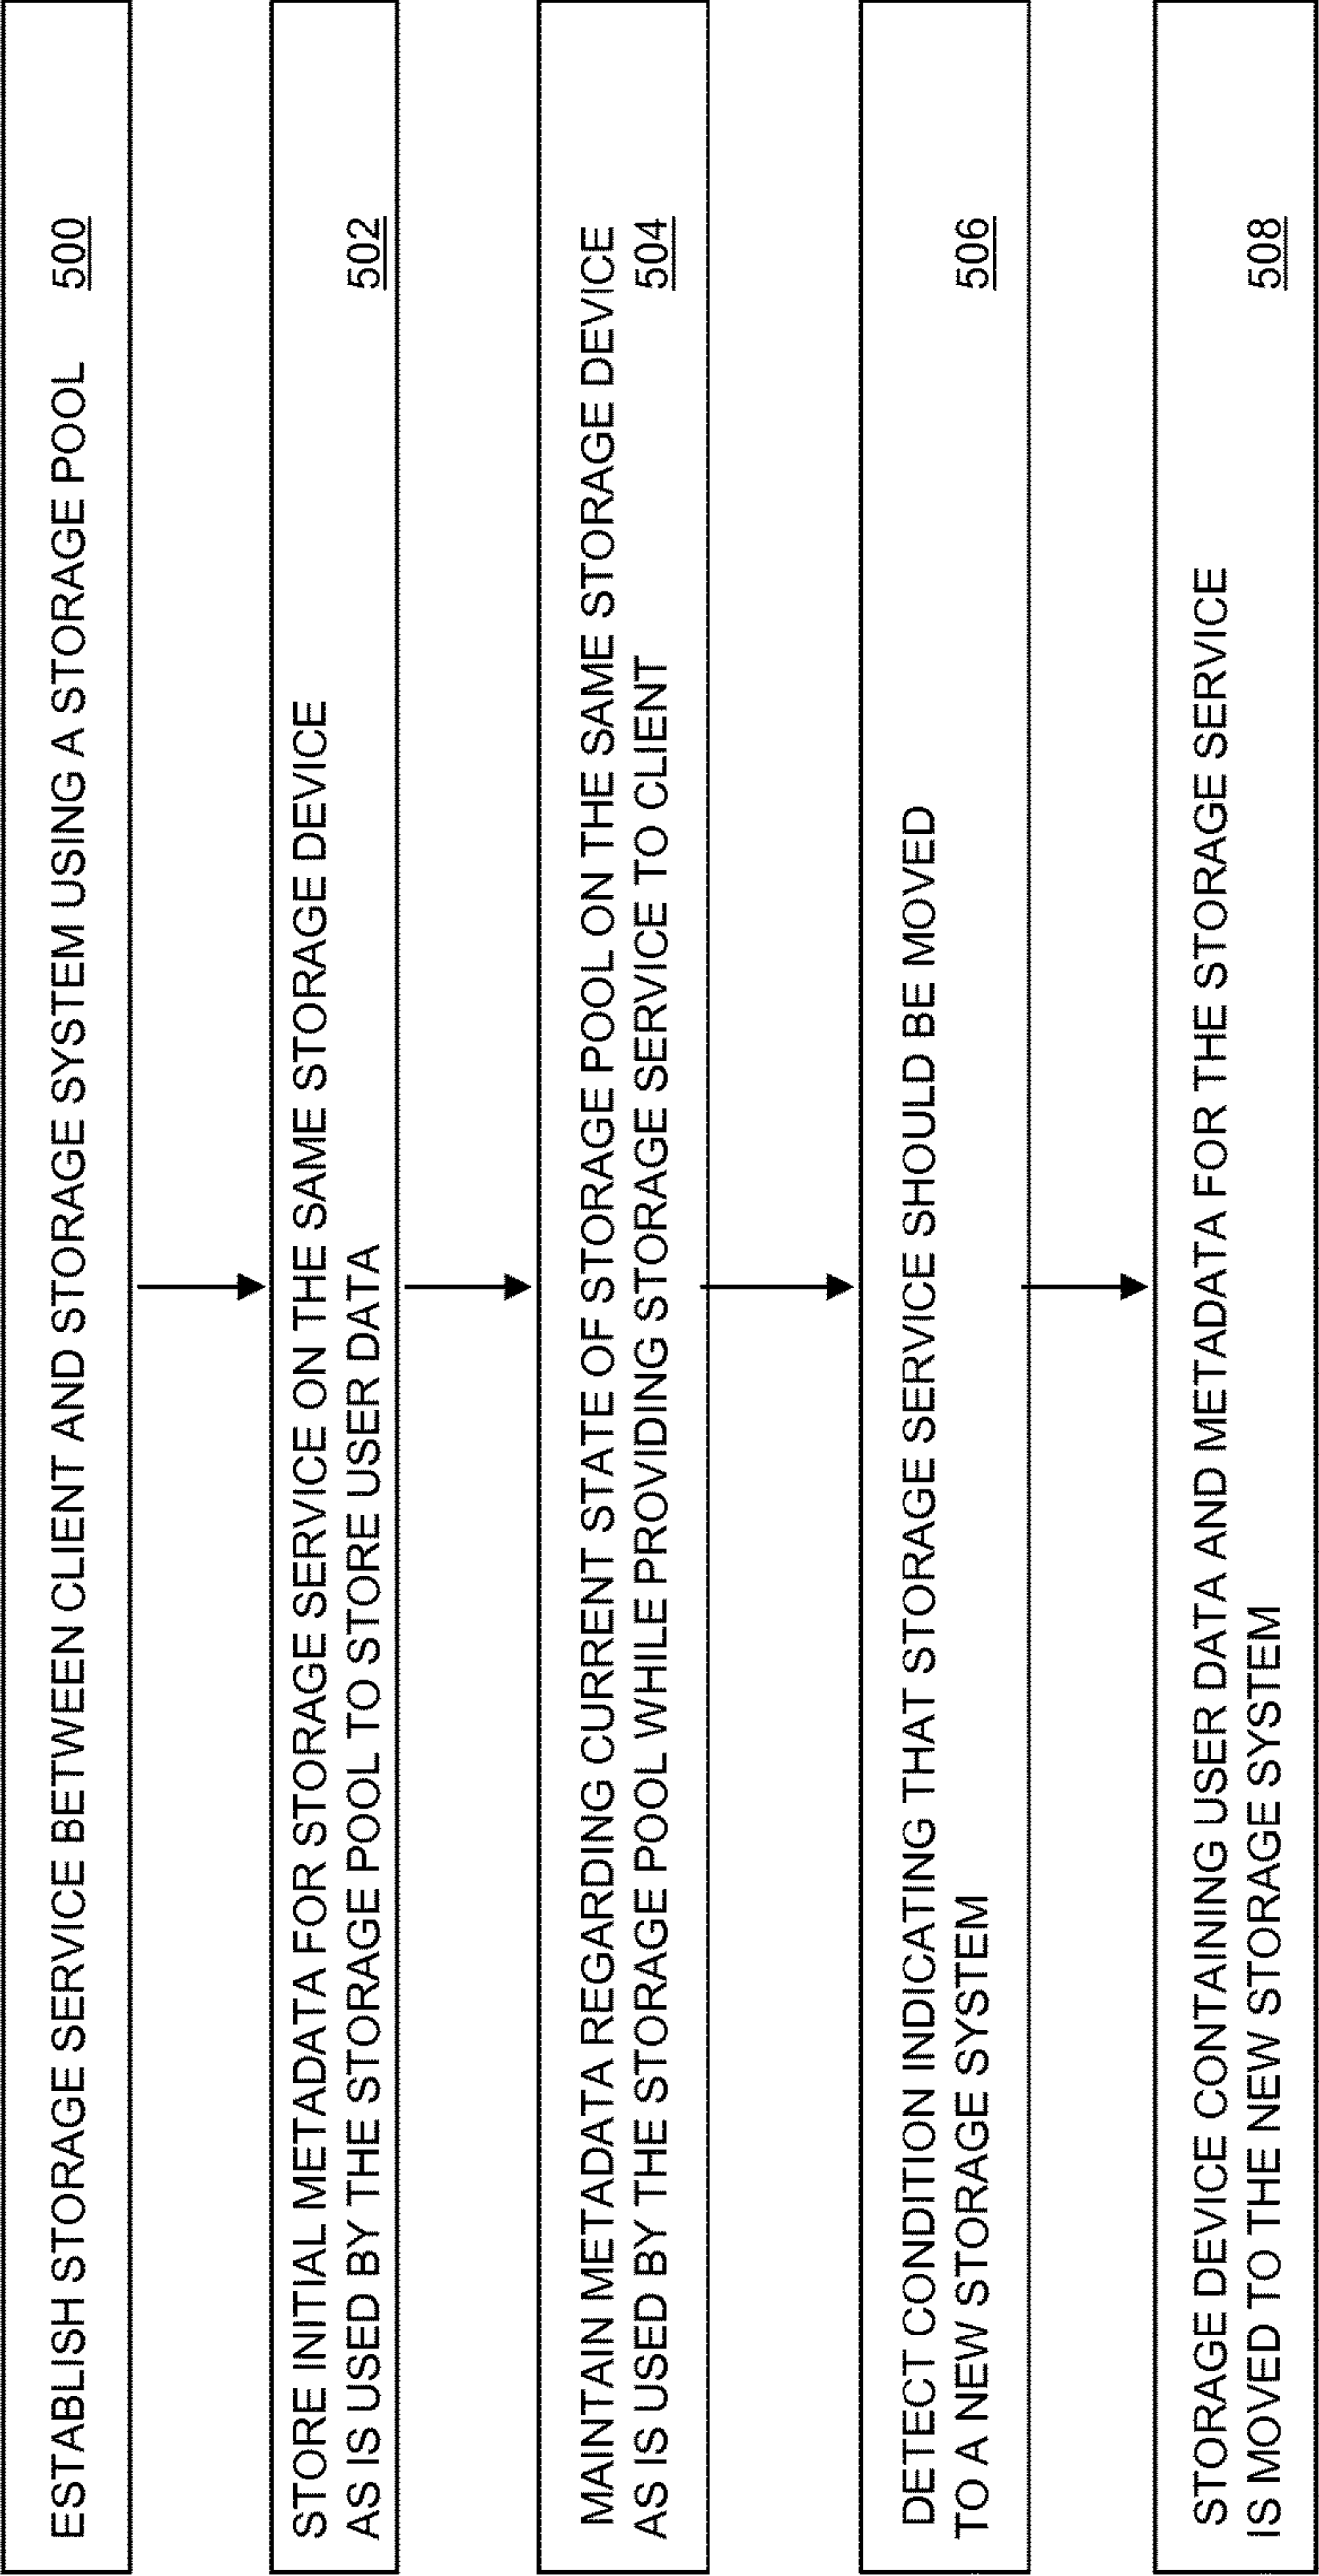 ESTABLISH STORAGE SERVICE BETWEEN CLIENT AND STORAGE SYSTEM USING A STORAGE POOL 500
STORE INITIAL METADATA FOR STORAGE SERVICE ON THE SAME STORAGE DEVICE
AS IS USED BY THE STORAGE POOL TO STORE USER DATA 502
MAINTAIN METADATA REGARDING CURRENT STATE OF STORAGE POOL ON THE SAME STORAGE DEVICE
AS IS USED BY THE STORAGE POOL WHILE PROVIDING STORAGE SERVICE TO CLIENT 504
DETECT CONDITION INDICATING THAT STORAGE SERVICE SHOULD BE MOVED
TO A NEW STORAGE SYSTEM 506
STORAGE DEVICE CONTAINING USER DATA AND METADATA FOR THE STORAGE SERVICE
IS MOVED TO THE NEW STORAGE SYSTEM 508